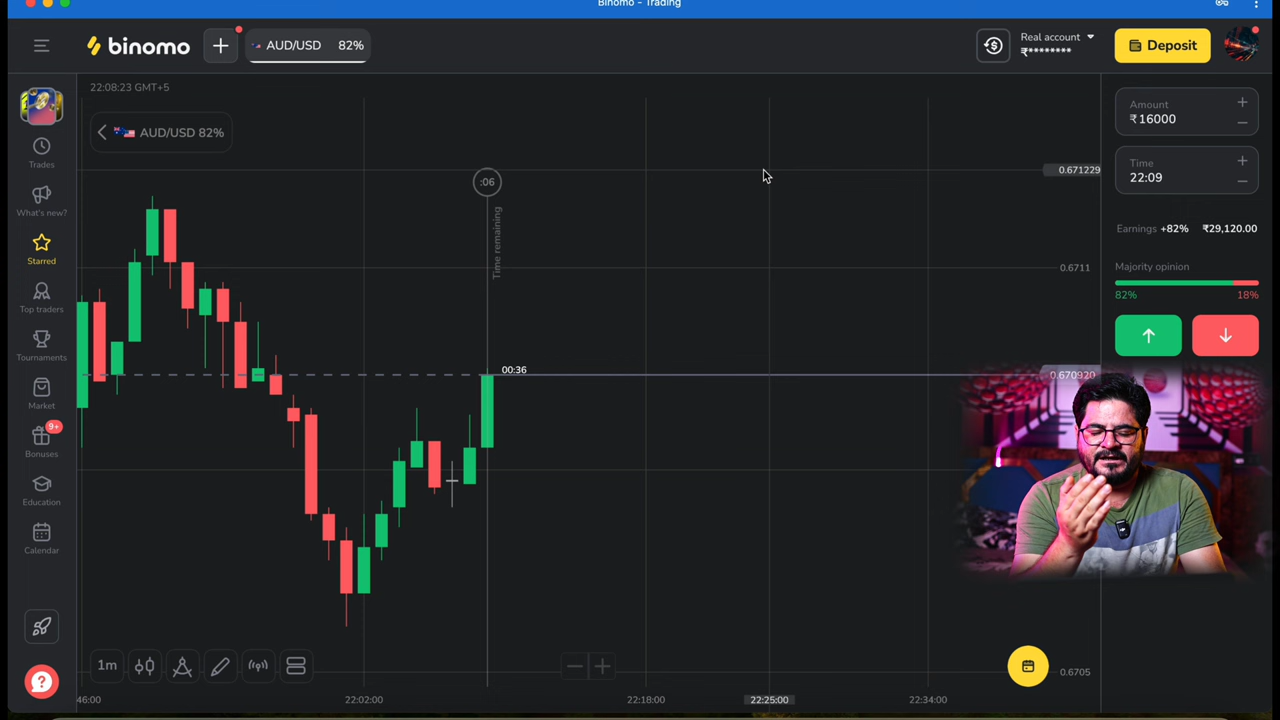 Binomo - Trading
binomo
+
AUD/USD 82%
Real account
₹********
Deposit
22:08:23 GMT+5
AUD/USD 82%
Trades
What's new?
Starred
Top traders
Tournaments
Market
9+
Bonuses
Education
Calendar
:06
Time remaining
00:36
0.671229
0.6711
0.670920
0.6705
Amount
₹16000
Time
22:09
Earnings +82% ₹29,120.00
Majority opinion
82% 18%
1m
46:00
22:02:00
22:18:00
22:25:00
22:34:00